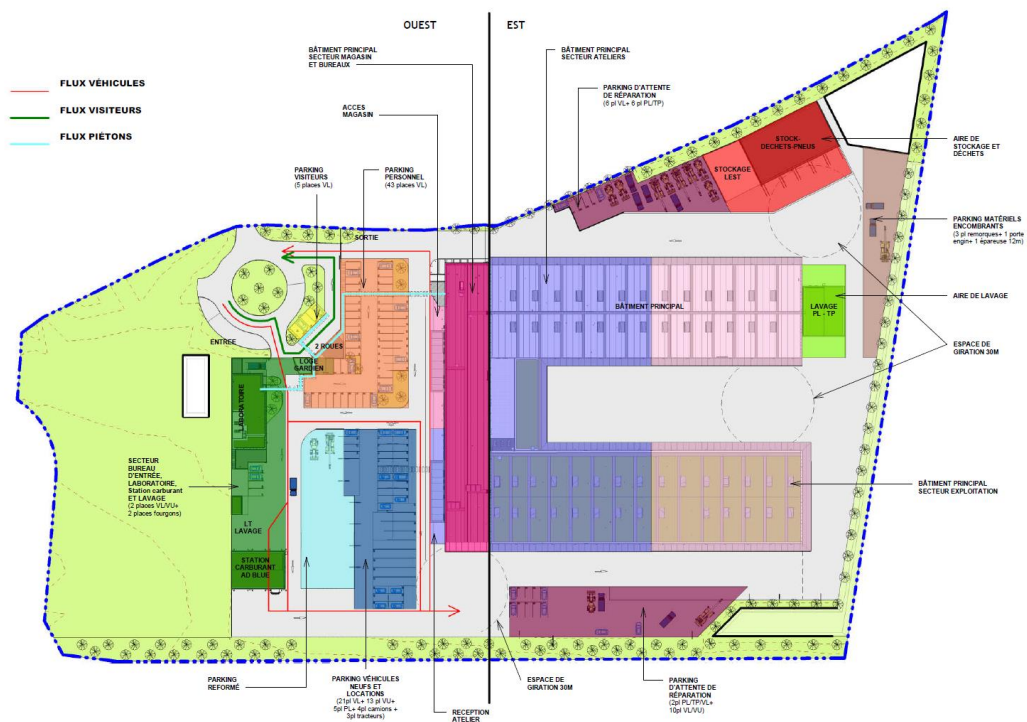 OUEST
EST
FLUX VÉHICULES
FLUX VISITEURS
FLUX PIÉTONS
BÂTIMENT PRINCIPAL
SECTEUR MAGASIN
ET BUREAUX
ACCES
MAGASIN
PARKING
VISITEURS
(5 places VL)
PARKING
PERSONNEL
(43 places VL)
BÂTIMENT PRINCIPAL
SECTEUR ATELIERS
PARKING D'ATTENTE
DE RÉPARATION
(6 pl VL+ 6 pl PL/TP)
STOCK-
DECHETS-PNEUS
STOCKAGE
LEST
AIRE DE
STOCKAGE ET
DÉCHETS
PARKING MATÉRIELS
ENCOMBRANTS
(3 pl remorques+ 1 porte
engin+ 1 épareuse 12m)
SORTIE
ENTREE
2 ROUES
LOGE
GARDIEN
BÂTIMENT PRINCIPAL
LAVAGE
PL - TP
AIRE DE LAVAGE
ESPACE DE
GIRATION 30M
LABORATOIRE
SECTEUR
BUREAU
D'ENTRÉE,
LABORATOIRE,
Station carburant
ET LAVAGE
(2 places VL/VU+
2 places fourgons)
LT
LAVAGE
STATION
CARBURANT
AD BLUE
BÂTIMENT PRINCIPAL
SECTEUR EXPLOITATION
PARKING
REFORMÉ
PARKING VÉHICULES
NEUFS ET
LOCATIONS
(21pl VL+ 13 pl VU+
5pl PL+ 4pl camions +
3pl tracteurs)
RECEPTION
ATELIER
ESPACE DE
GIRATION 30M
PARKING
D'ATTENTE DE
RÉPARATION
(2pl PL/TP/VL+
10pl VL/VU)